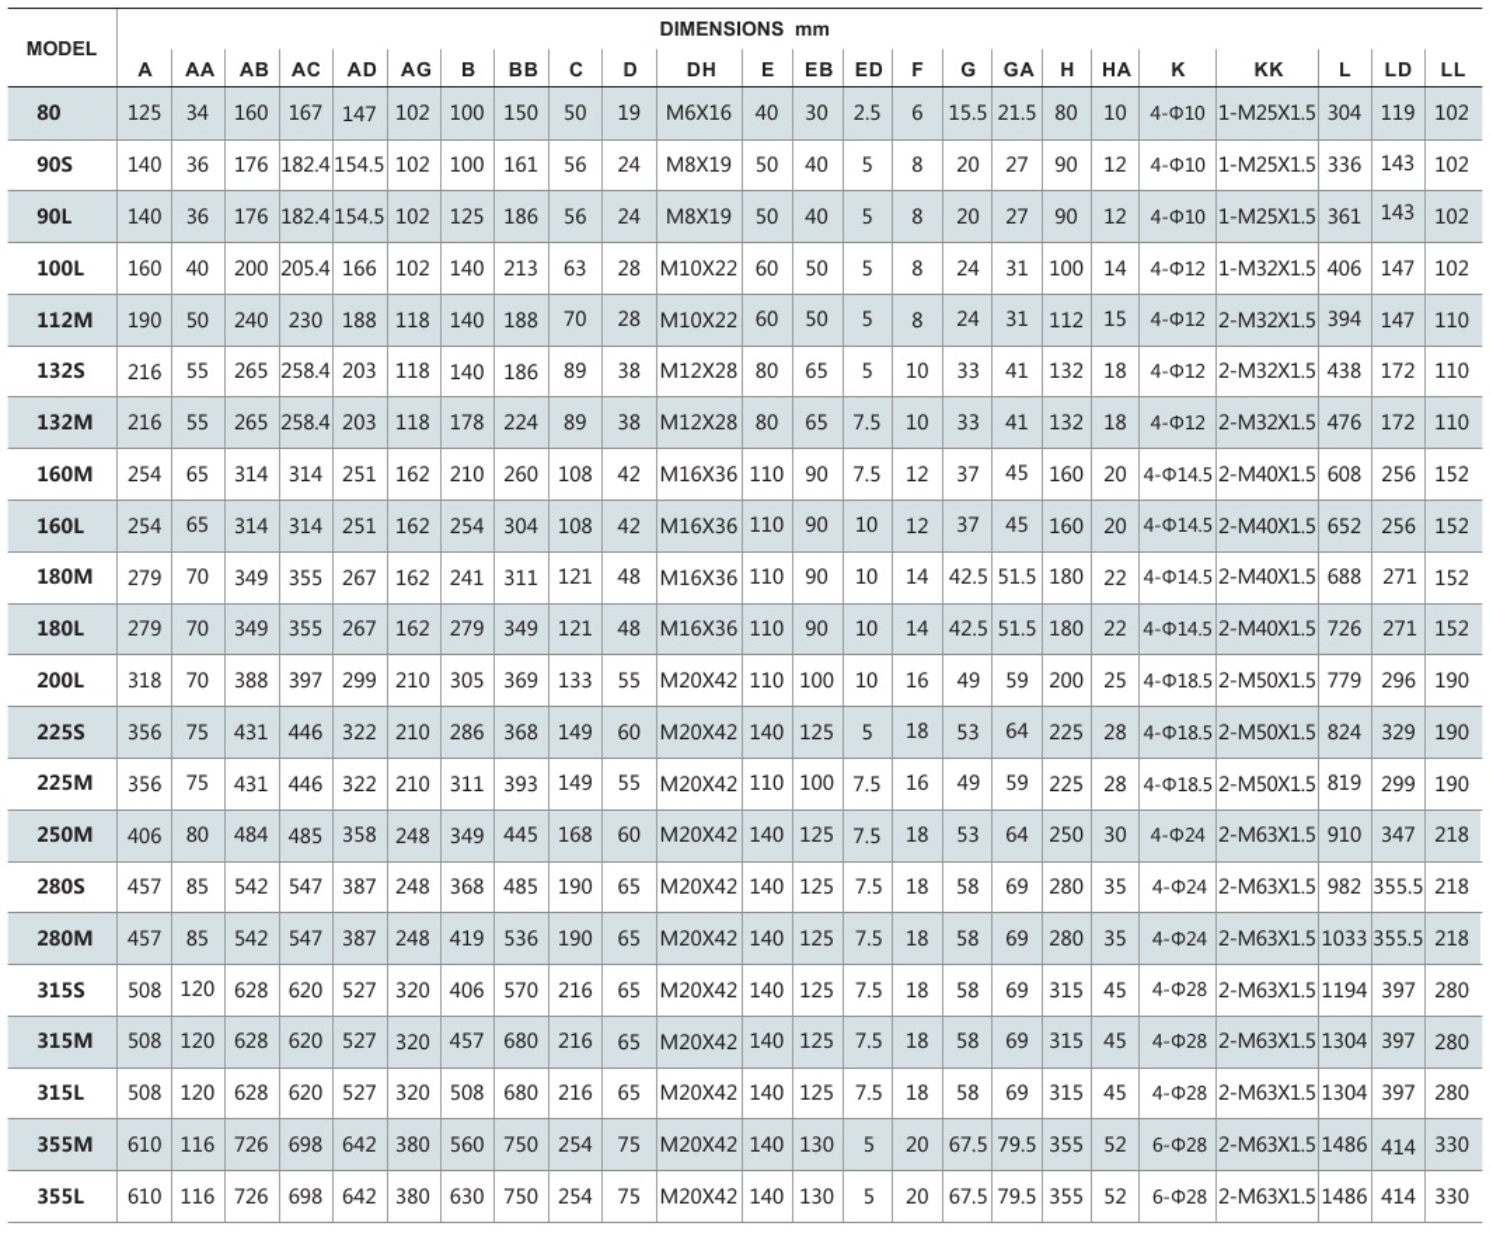 DIMENSIONS mm
MODEL
A AA AB AC AD AG B BB C D DH E EB ED F G GA H HA K KK L LD LL
80 125 34 160 167 147 102 100 150 50 19 M6X16 40 30 2.5 6 15.5 21.5 80 10 4-Φ10 1-M25X1.5 304 119 102
90S 140 36 176 182.4 154.5 102 100 161 56 24 M8X19 50 40 5 8 20 27 90 12 4-Φ10 1-M25X1.5 336 143 102
90L 140 36 176 182.4 154.5 102 125 186 56 24 M8X19 50 40 5 8 20 27 90 12 4-Φ10 1-M25X1.5 361 143 102
100L 160 40 200 205.4 166 102 140 213 63 28 M10X22 60 50 5 8 24 31 100 14 4-Φ12 1-M32X1.5 406 147 102
112M 190 50 240 230 188 118 140 188 70 28 M10X22 60 50 5 8 24 31 112 15 4-Φ12 2-M32X1.5 394 147 110
132S 216 55 265 258.4 203 118 140 186 89 38 M12X28 80 65 5 10 33 41 132 18 4-Φ12 2-M32X1.5 438 172 110
132M 216 55 265 258.4 203 118 178 224 89 38 M12X28 80 65 7.5 10 33 41 132 18 4-Φ12 2-M32X1.5 476 172 110
160M 254 65 314 314 251 162 210 260 108 42 M16X36 110 90 7.5 12 37 45 160 20 4-Φ14.5 2-M40X1.5 608 256 152
160L 254 65 314 314 251 162 254 304 108 42 M16X36 110 90 10 12 37 45 160 20 4-Φ14.5 2-M40X1.5 652 256 152
180M 279 70 349 355 267 162 241 311 121 48 M16X36 110 90 10 14 42.5 51.5 180 22 4-Φ14.5 2-M40X1.5 688 271 152
180L 279 70 349 355 267 162 279 349 121 48 M16X36 110 90 10 14 42.5 51.5 180 22 4-Φ14.5 2-M40X1.5 726 271 152
200L 318 70 388 397 299 210 305 369 133 55 M20X42 110 100 10 16 49 59 200 25 4-Φ18.5 2-M50X1.5 779 296 190
225S 356 75 431 446 322 210 286 368 149 60 M20X42 140 125 5 18 53 64 225 28 4-Φ18.5 2-M50X1.5 824 329 190
225M 356 75 431 446 322 210 311 393 149 55 M20X42 110 100 7.5 16 49 59 225 28 4-Φ18.5 2-M50X1.5 819 299 190
250M 406 80 484 485 358 248 349 445 168 60 M20X42 140 125 7.5 18 53 64 250 30 4-Φ24 2-M63X1.5 910 347 218
280S 457 85 542 547 387 248 368 485 190 65 M20X42 140 125 7.5 18 58 69 280 35 4-Φ24 2-M63X1.5 982 355.5 218
280M 457 85 542 547 387 248 419 536 190 65 M20X42 140 125 7.5 18 58 69 280 35 4-Φ24 2-M63X1.5 1033 355.5 218
315S 508 120 628 620 527 320 406 570 216 65 M20X42 140 125 7.5 18 58 69 315 45 4-Φ28 2-M63X1.5 1194 397 280
315M 508 120 628 620 527 320 457 680 216 65 M20X42 140 125 7.5 18 58 69 315 45 4-Φ28 2-M63X1.5 1304 397 280
315L 508 120 628 620 527 320 508 680 216 65 M20X42 140 125 7.5 18 58 69 315 45 4-Φ28 2-M63X1.5 1304 397 280
355M 610 116 726 698 642 380 560 750 254 75 M20X42 140 130 5 20 67.5 79.5 355 52 6-Φ28 2-M63X1.5 1486 414 330
355L 610 116 726 698 642 380 630 750 254 75 M20X42 140 130 5 20 67.5 79.5 355 52 6-Φ28 2-M63X1.5 1486 414 330